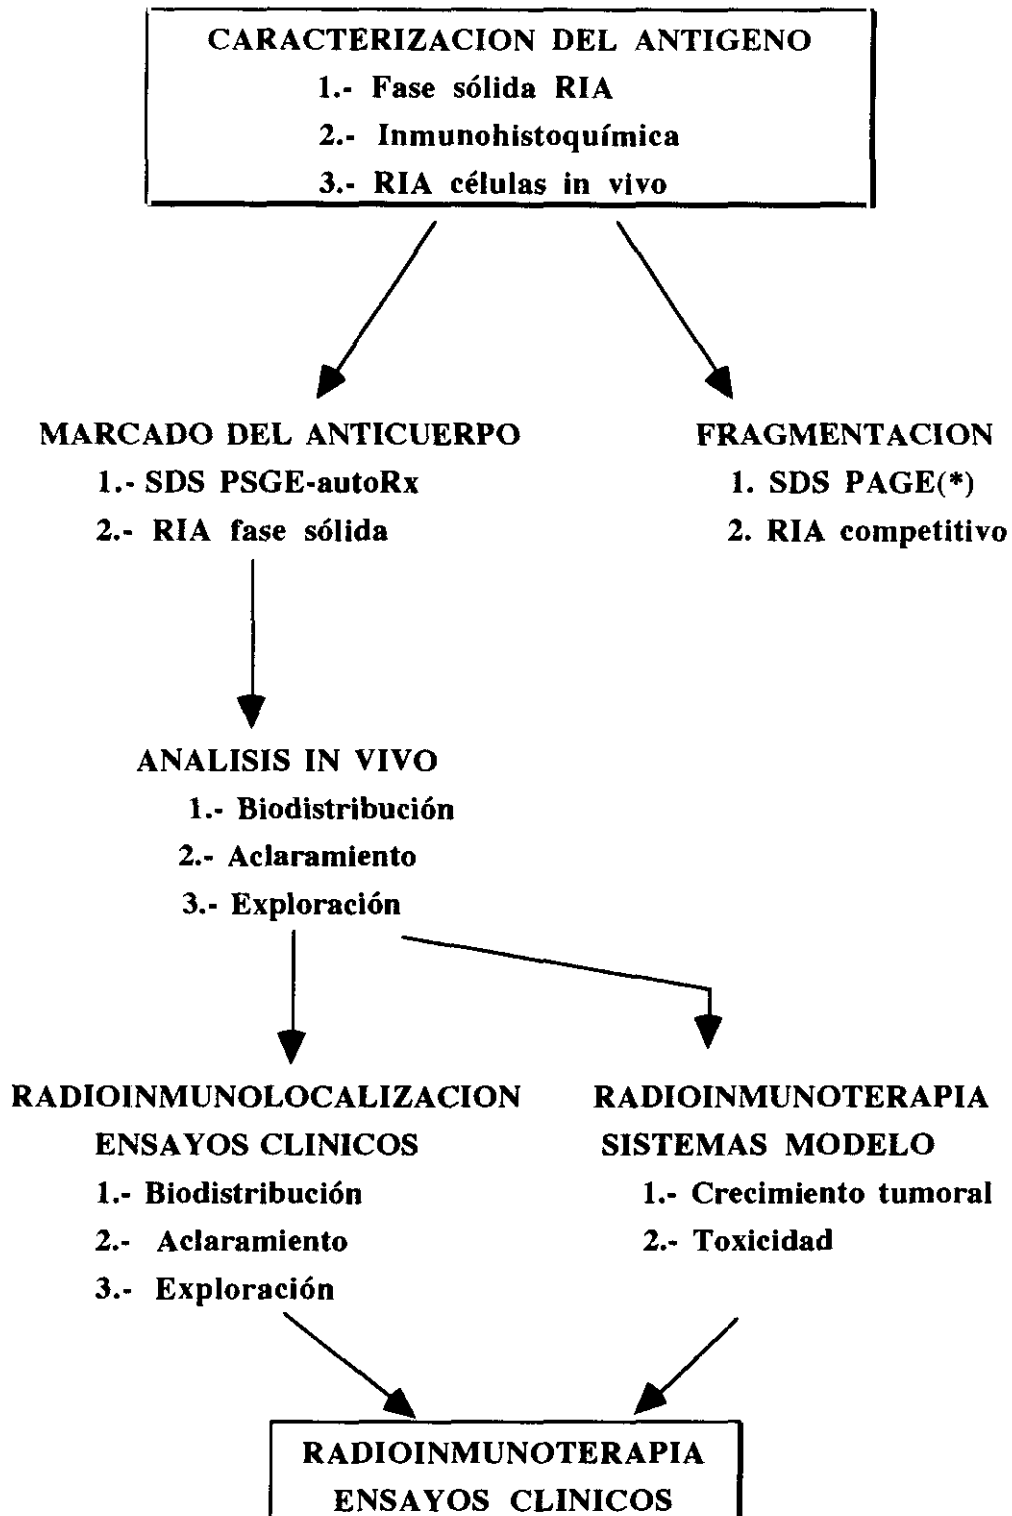 CARACTERIZACION DEL ANTIGENO
1.- Fase sólida RIA
2.- Inmunohistoquímica
3.- RIA células in vivo
MARCADO DEL ANTICUERPO
1.- SDS PSGE-autoRx
2.- RIA fase sólida
FRAGMENTACION
1. SDS PAGE(*)
2. RIA competitivo
ANALISIS IN VIVO
1.- Biodistribución
2.- Aclaramiento
3.- Exploración
RADIOINMUNOLOCALIZACION
ENSAYOS CLINICOS
1.- Biodistribución
2.- Aclaramiento
3.- Exploración
RADIOINMUNOTERAPIA
SISTEMAS MODELO
1.- Crecimiento tumoral
2.- Toxicidad
RADIOINMUNOTERAPIA
ENSAYOS CLINICOS